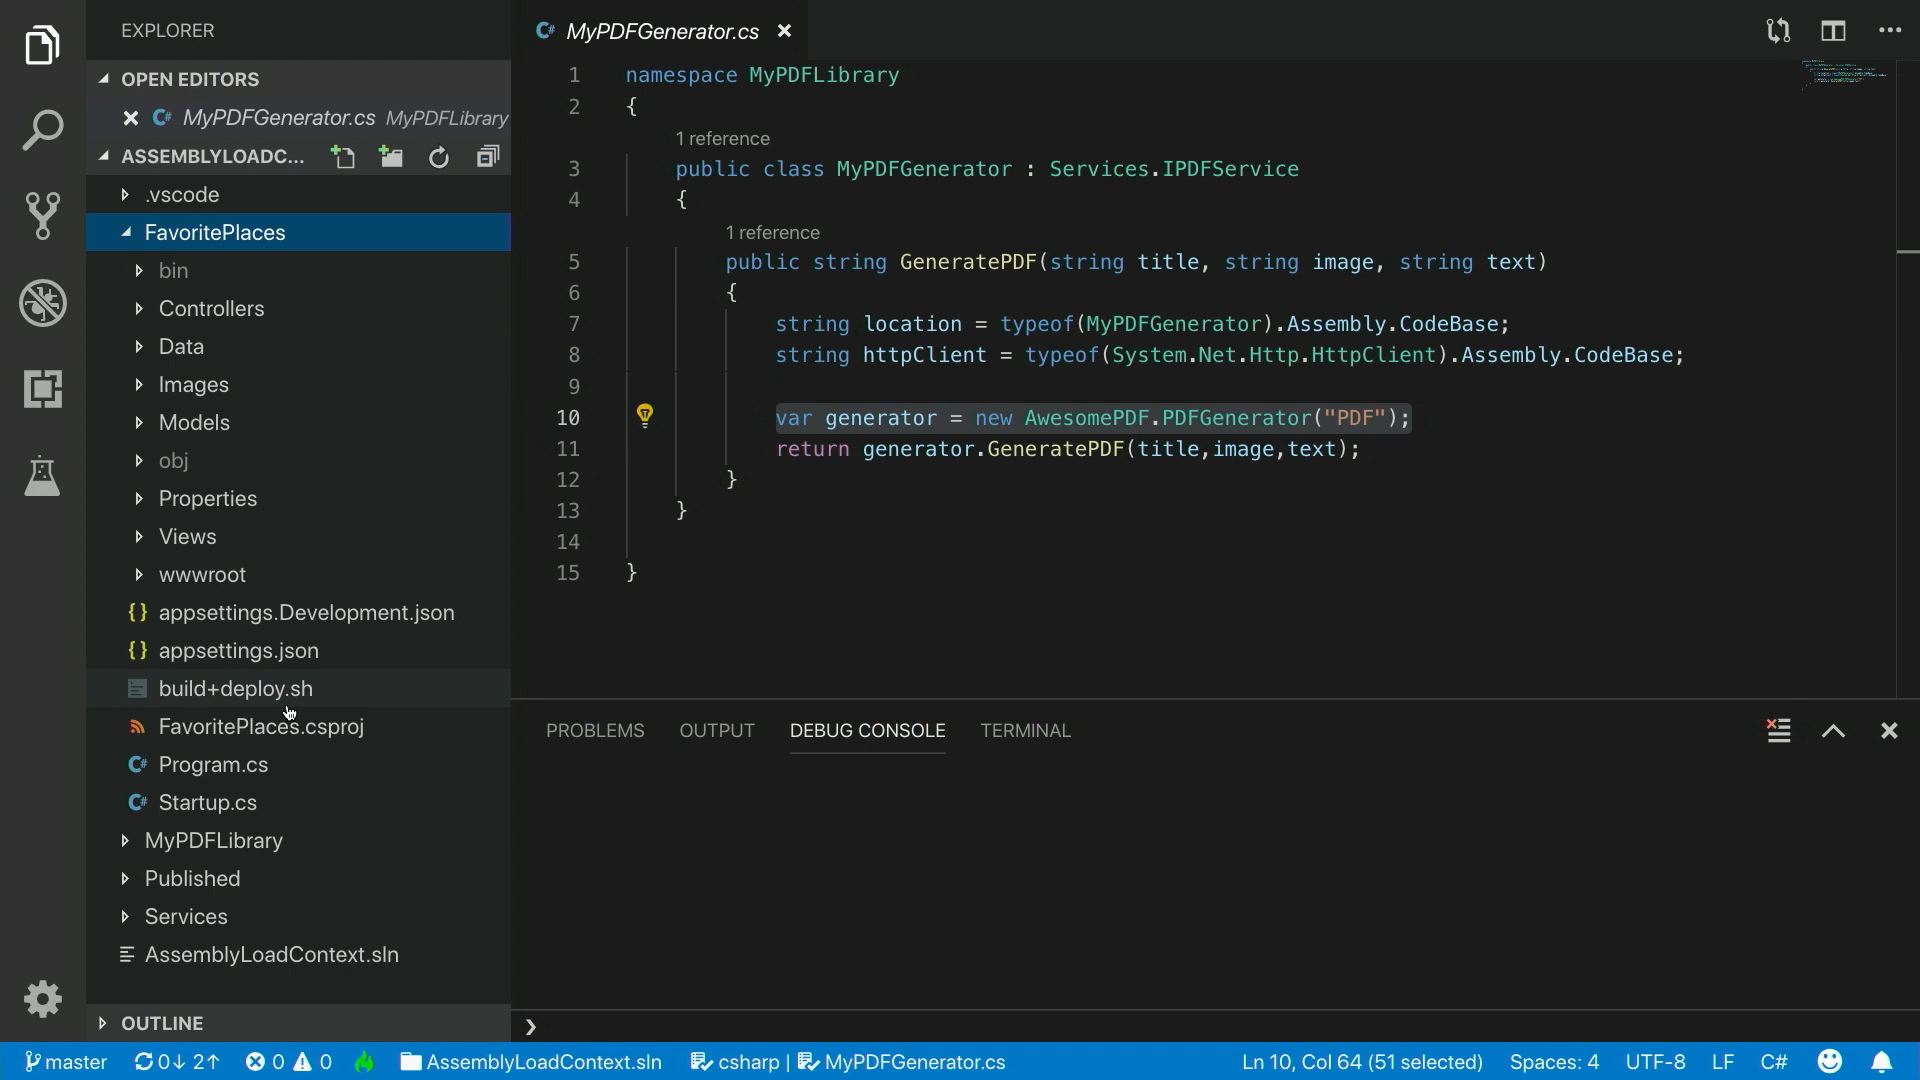 EXPLORER
OPEN EDITORS
MyPDFGenerator.cs MyPDFLibrary
ASSEMBLYLOADC...
.vscode
FavoritePlaces
bin
Controllers
Data
Images
Models
obj
Properties
Views
wwwroot
{} appsettings.Development.json
{} appsettings.json
build+deploy.sh
FavoritePlaces.csproj
C# Program.cs
C# Startup.cs
MyPDFLibrary
Published
Services
AssemblyLoadContext.sln
OUTLINE
C# MyPDFGenerator.cs
1 namespace MyPDFLibrary
2 {
1 reference
3 public class MyPDFGenerator : Services.IPDFService
4 {
1 reference
5 public string GeneratePDF(string title, string image, string text)
6 {
7 string location = typeof(MyPDFGenerator).Assembly.CodeBase;
8 string httpClient = typeof(System.Net.Http.HttpClient).Assembly.CodeBase;
9
10 var generator = new AwesomePDF.PDFGenerator("PDF");
11 return generator.GeneratePDF(title,image,text);
12 }
13 }
14
15 }
PROBLEMS OUTPUT DEBUG CONSOLE TERMINAL
master 0↓ 2↑ 0 0 AssemblyLoadContext.sln csharp | MyPDFGenerator.cs Ln 10, Col 64 (51 selected) Spaces: 4 UTF-8 LF C#